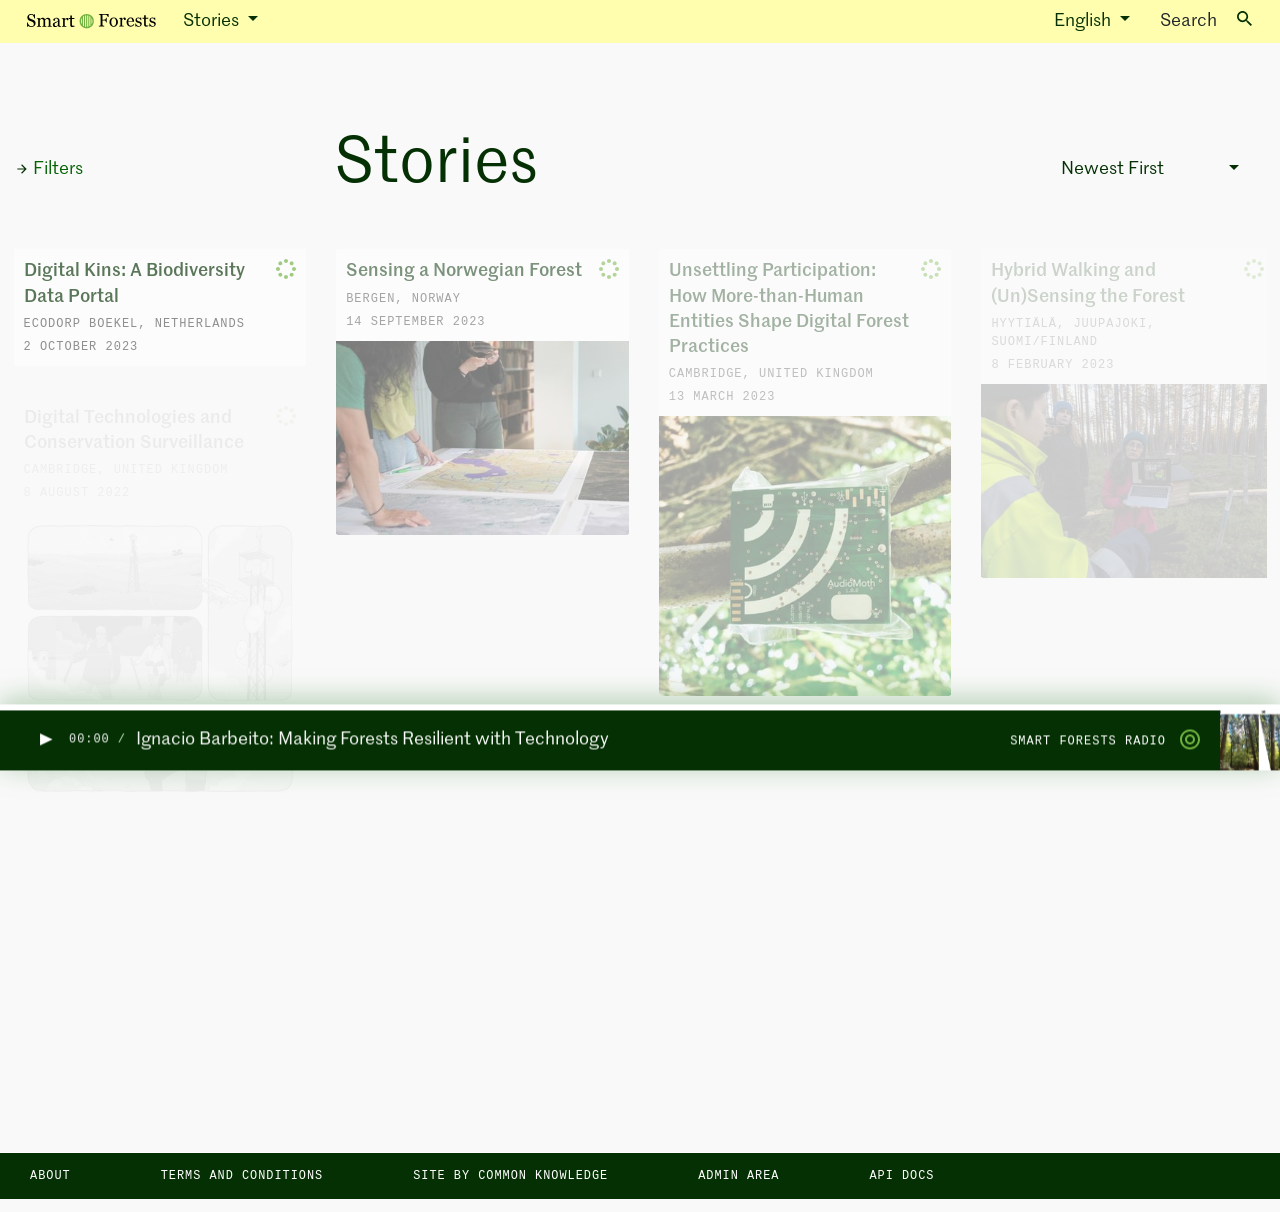 Smart Forests
Stories
English
Search
Filters
Stories
Newest First
Digital Kins: A Biodiversity
Data Portal
ECODORP BOEKEL, NETHERLANDS
2 OCTOBER 2023
Sensing a Norwegian Forest
BERGEN, NORWAY
14 SEPTEMBER 2023
Unsettling Participation:
How More-than-Human
Entities Shape Digital Forest
Practices
CAMBRIDGE, UNITED KINGDOM
13 MARCH 2023
AudioMoth
Hybrid Walking and
(Un)Sensing the Forest
HYYTIÄLÄ, JUUPAJOKI,
SUOMI/FINLAND
8 FEBRUARY 2023
Digital Technologies and
Conservation Surveillance
CAMBRIDGE, UNITED KINGDOM
8 AUGUST 2022
00:00 /
Ignacio Barbeito: Making Forests Resilient with Technology
SMART FORESTS RADIO
ABOUT
TERMS AND CONDITIONS
SITE BY COMMON KNOWLEDGE
ADMIN AREA
API DOCS